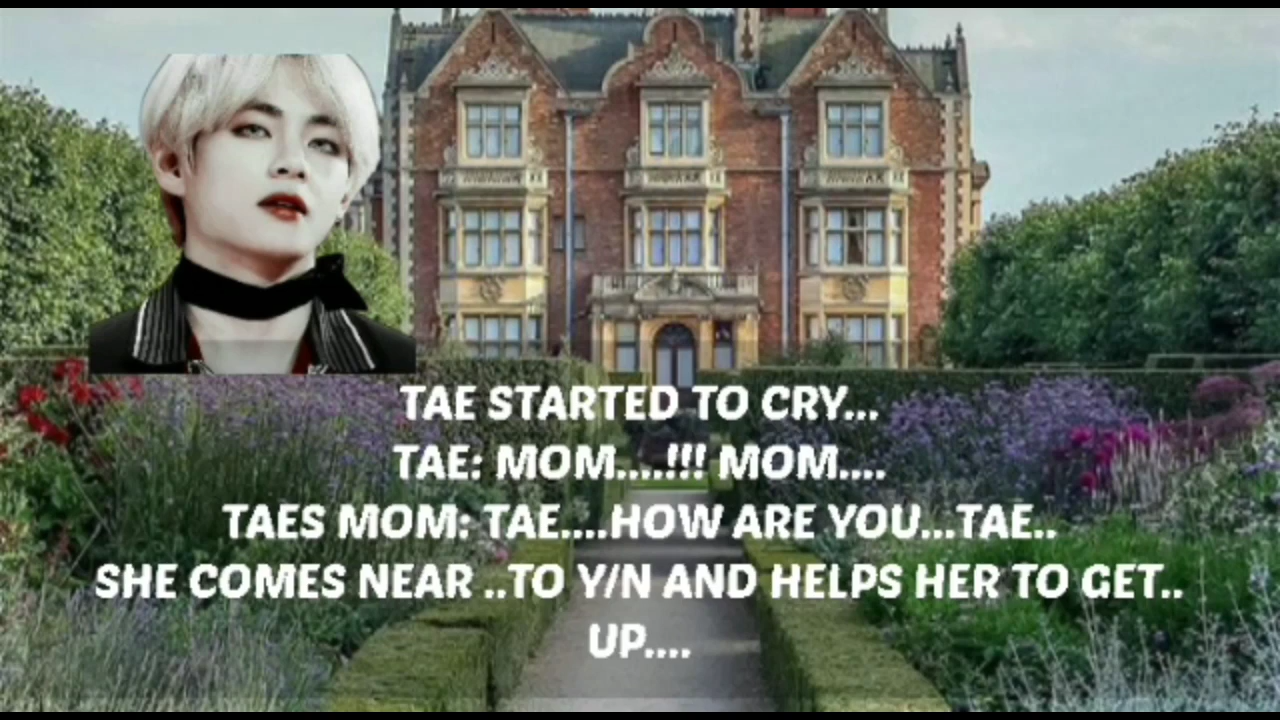 TAE STARTED TO CRY...
TAE: MOM....!!! MOM....
TAES MOM: TAE....HOW ARE YOU...TAE..
SHE COMES NEAR ..TO Y/N AND HELPS HER TO GET..
UP....